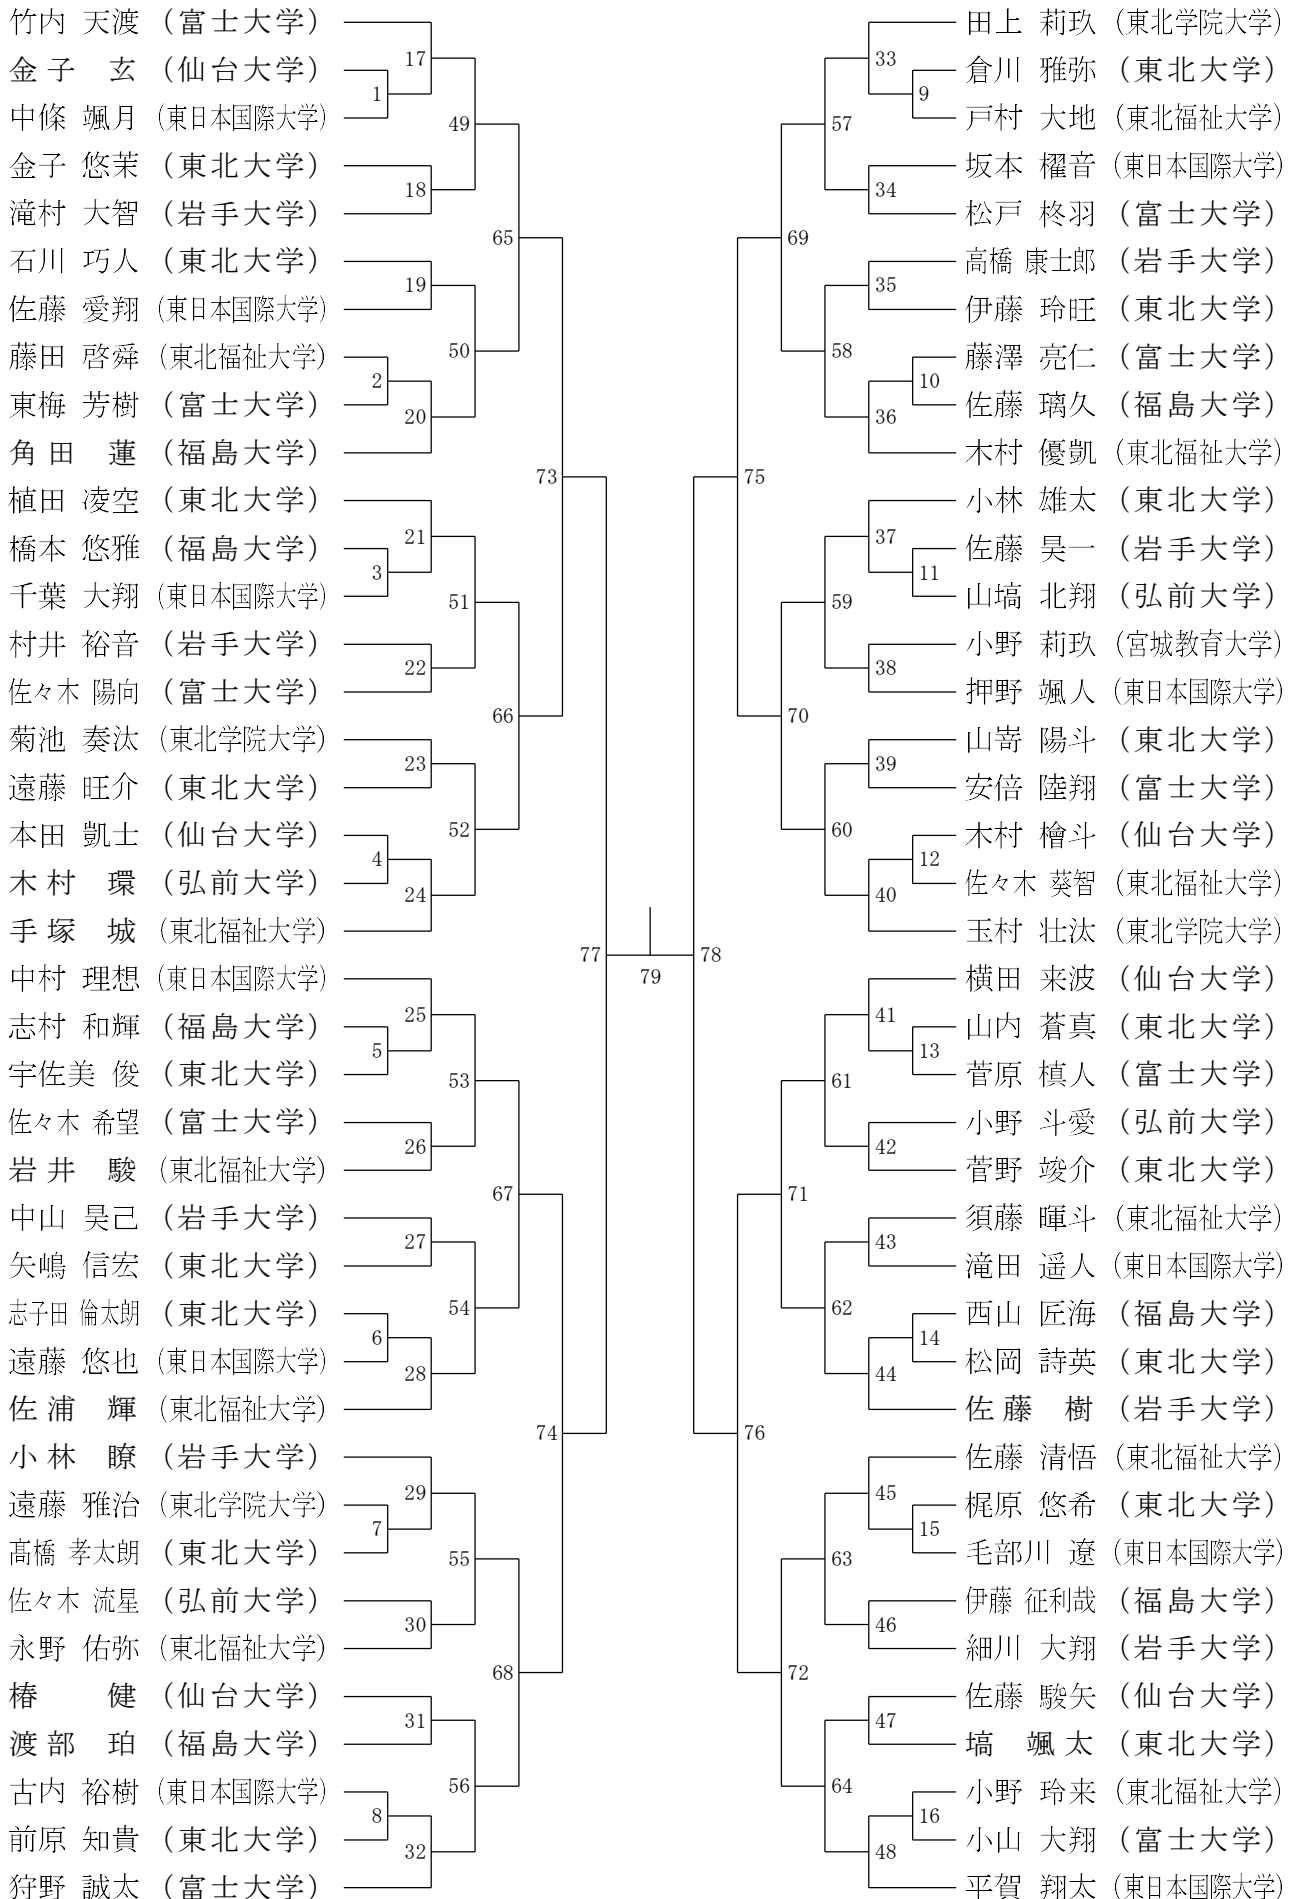 竹内 天渡 (富士大学)
金子 玄 (仙台大学)
中條 颯月 (東日本国際大学)
金子 悠茉 (東北大学)
滝村 大智 (岩手大学)
石川 巧人 (東北大学)
佐藤 愛翔 (東日本国際大学)
藤田 啓舜 (東北福祉大学)
東梅 芳樹 (富士大学)
角田 蓮 (福島大学)
植田 凌空 (東北大学)
橋本 悠雅 (福島大学)
千葉 大翔 (東日本国際大学)
村井 裕音 (岩手大学)
佐々木 陽向 (富士大学)
菊池 奏汰 (東北学院大学)
遠藤 旺介 (東北大学)
本田 凱士 (仙台大学)
木村 環 (弘前大学)
手塚 城 (東北福祉大学)
中村 理想 (東日本国際大学)
志村 和輝 (福島大学)
宇佐美 俊 (東北大学)
佐々木 希望 (富士大学)
岩井 駿 (東北福祉大学)
中山 昊己 (岩手大学)
矢嶋 信宏 (東北大学)
志子田 倫太朗 (東北大学)
遠藤 悠也 (東日本国際大学)
佐浦 輝 (東北福祉大学)
小林 瞭 (岩手大学)
遠藤 雅治 (東北学院大学)
髙橋 孝太朗 (東北大学)
佐々木 流星 (弘前大学)
永野 佑弥 (東北福祉大学)
椿 健 (仙台大学)
渡部 珀 (福島大学)
古内 裕樹 (東日本国際大学)
前原 知貴 (東北大学)
狩野 誠太 (富士大学)
1
2
3
4
5
6
7
8
17
18
19
20
21
22
23
24
25
26
27
28
29
30
31
32
49
50
51
52
53
54
55
56
65
66
67
68
73
74
77
79
78
75
76
69
70
71
72
57
58
59
60
61
62
63
64
33
34
35
36
37
38
39
40
41
42
43
44
45
46
47
48
9
10
11
12
13
14
15
16
田上 莉玖 (東北学院大学)
倉川 雅弥 (東北大学)
戸村 大地 (東北福祉大学)
坂本 櫂音 (東日本国際大学)
松戸 柊羽 (富士大学)
高橋 康士郎 (岩手大学)
伊藤 玲旺 (東北大学)
藤澤 亮仁 (富士大学)
佐藤 璃久 (福島大学)
木村 優凱 (東北福祉大学)
小林 雄太 (東北大学)
佐藤 昊一 (岩手大学)
山塙 北翔 (弘前大学)
小野 莉玖 (宮城教育大学)
押野 颯人 (東日本国際大学)
山嵜 陽斗 (東北大学)
安倍 陸翔 (富士大学)
木村 檜斗 (仙台大学)
佐々木 葵智 (東北福祉大学)
玉村 壮汰 (東北学院大学)
横田 来波 (仙台大学)
山内 蒼真 (東北大学)
菅原 槙人 (富士大学)
小野 斗愛 (弘前大学)
菅野 竣介 (東北大学)
須藤 暉斗 (東北福祉大学)
滝田 遥人 (東日本国際大学)
西山 匠海 (福島大学)
松岡 詩英 (東北大学)
佐藤 樹 (岩手大学)
佐藤 清悟 (東北福祉大学)
梶原 悠希 (東北大学)
毛部川 遼 (東日本国際大学)
伊藤 征利哉 (福島大学)
細川 大翔 (岩手大学)
佐藤 駿矢 (仙台大学)
塙 颯太 (東北大学)
小野 玲来 (東北福祉大学)
小山 大翔 (富士大学)
平賀 翔太 (東日本国際大学)